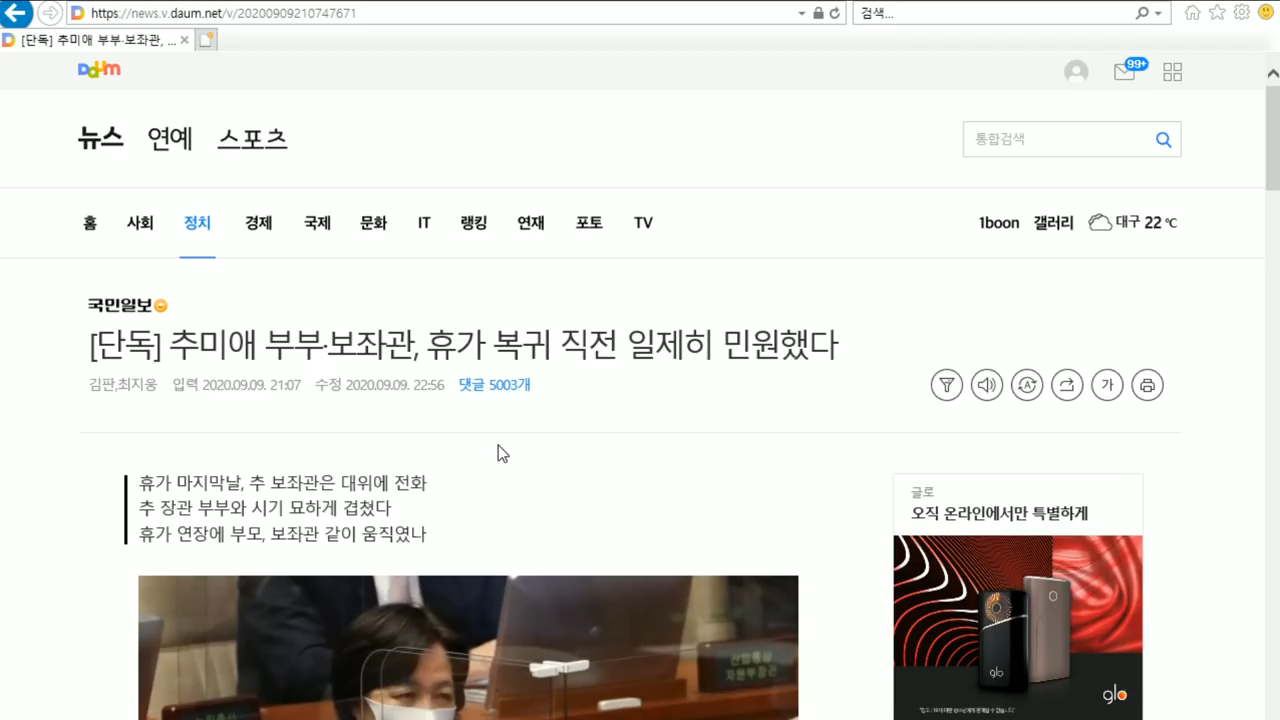 https://news.v.daum.net/v/20200909210747671
검색...
[단독] 추미애 부부·보좌관, ...
Daum
99+
뉴스 연예 스포츠
통합검색
홈 사회 정치 경제 국제 문화 IT 랭킹 연재 포토 TV
1boon 갤러리 대구 22 ℃
국민일보
[단독] 추미애 부부·보좌관, 휴가 복귀 직전 일제히 민원했다
김판,최지웅 입력 2020.09.09. 21:07 수정 2020.09.09. 22:56 댓글 5003개
가
휴가 마지막날, 추 보좌관은 대위에 전화
추 장관 부부와 시기 묘하게 겹쳤다
휴가 연장에 부모, 보좌관 같이 움직였나
글로
오직 온라인에서만 특별하게
산업통상
자원부장관
glo
glo